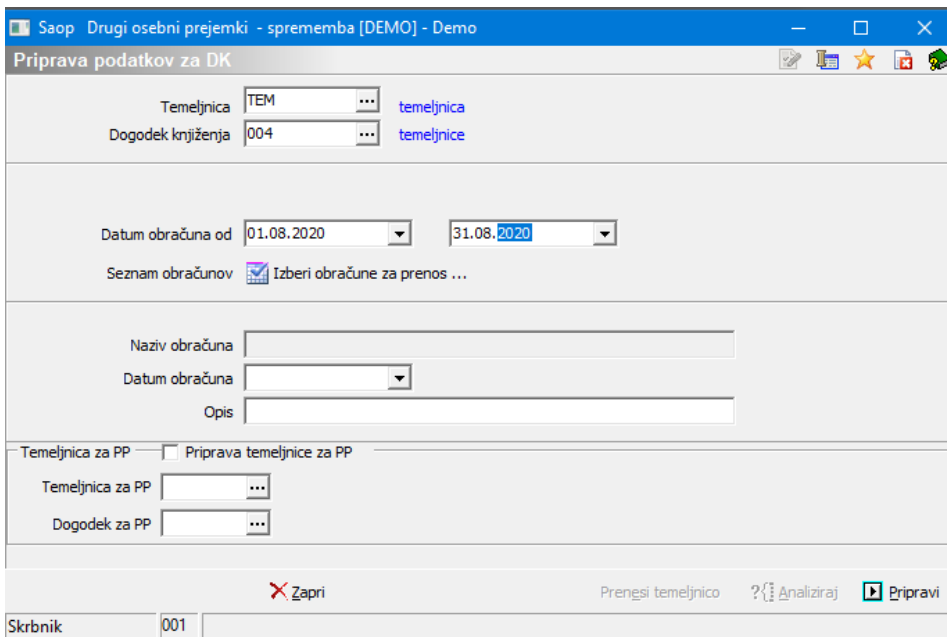 Saop Drugi osebni prejemki - sprememba [DEMO] - Demo
Priprava podatkov za DK
Temeljnica TEM ... temeljnica
Dogodek knjiženja 004 ... temeljnice
Datum obračuna od 01.08.2020 31.08.2020
Seznam obračunov Izberi obračune za prenos ...
Naziv obračuna
Datum obračuna
Opis
Temeljnica za PP Priprava temeljnice za PP
Temeljnica za PP ...
Dogodek za PP ...
Zapri Prenesi temeljnico ?{ Analiziraj Pripravi
Skrbnik 001